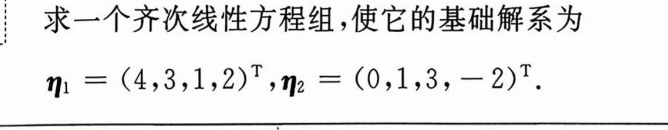 求一个齐次线性方程组,使它的基础解系为
η₁ = (4,3,1,2)ᵀ,η₂ = (0,1,3,−2)ᵀ.